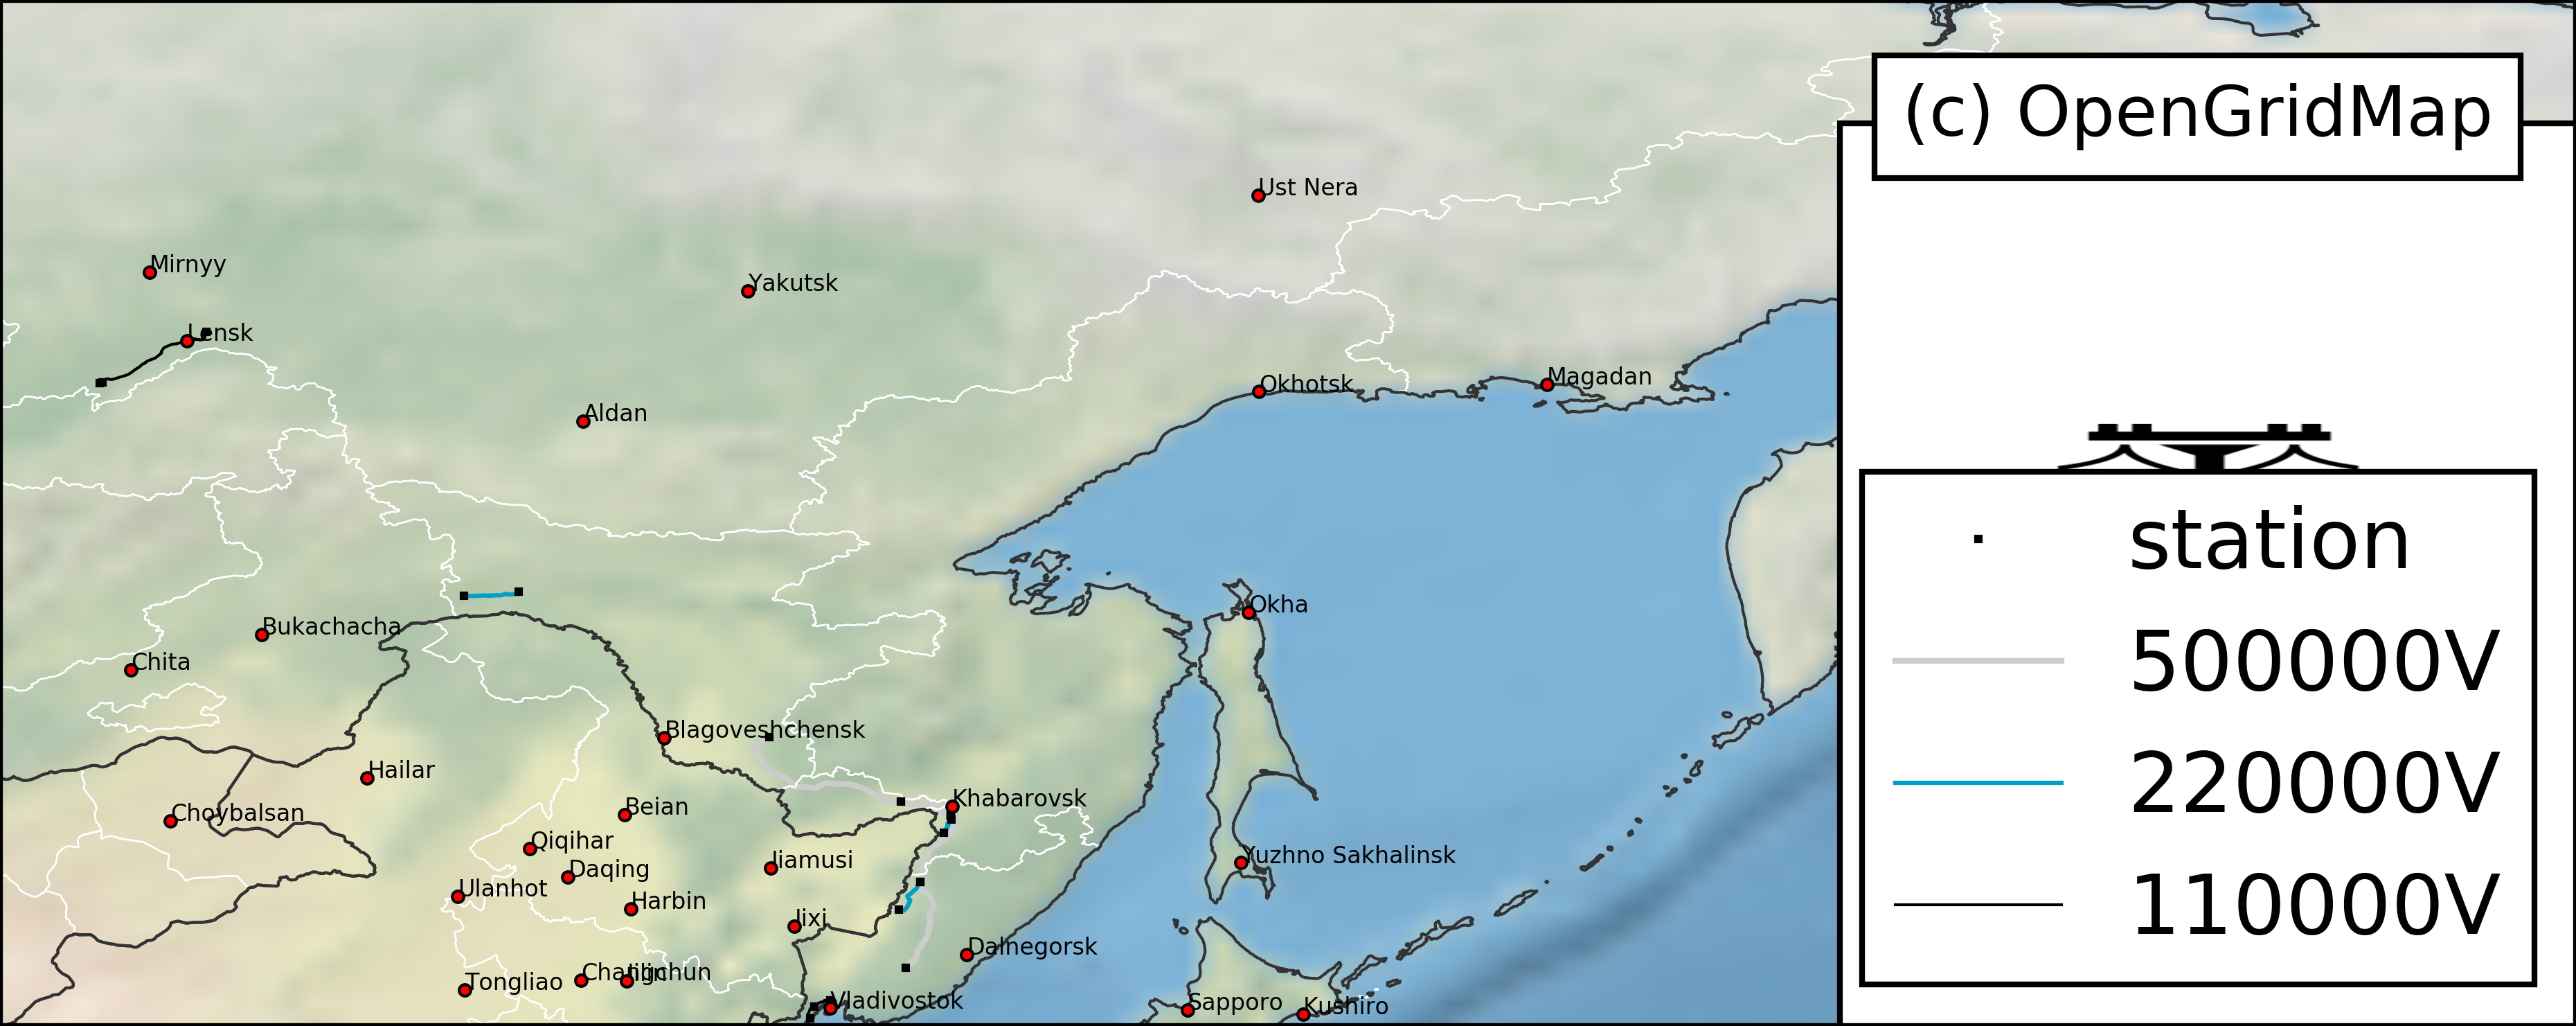 (c) OpenGridMap
Ust Nera
Mirnyy
Yakutsk
Lensk
Magadan
Okhotsk
Aldan
station
Okha
Bukachacha
500000V
Chita
Blagoveshchensk
Hailar
220000V
Khabarovsk
Beian
Choybalsan
Qiqihar
Yuzhno Sakhalinsk
Jiamusi
Daqing
Ulanhot
Harbin
110000V
Jixi
Dalnegorsk
Changchun
Jilin
Tongliao
Vladivostok
Sapporo
Kushiro